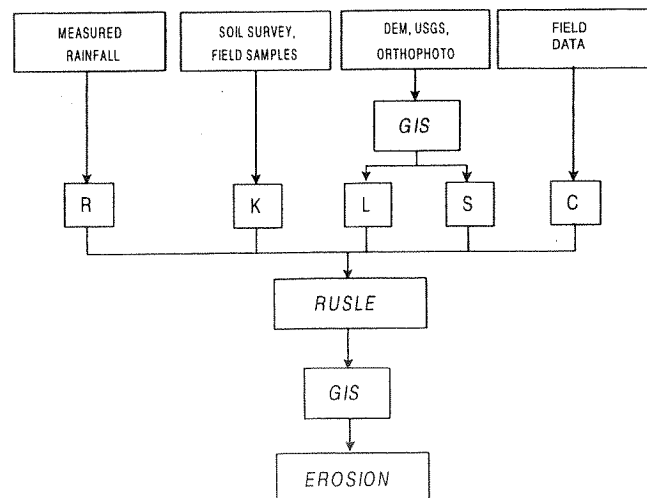 MEASURED
RAINFALL
SOIL SURVEY,
FIELD SAMPLES
DEM, USGS,
ORTHOPHOTO
FIELD
DATA
GIS
R
K
L
S
C
RUSLE
GIS
EROSION